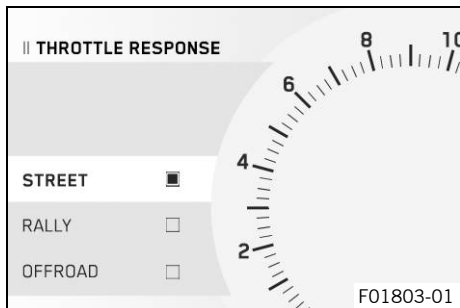 || THROTTLE RESPONSE
STREET
RALLY
OFFROAD
2
4
6
8
10
F01803-01